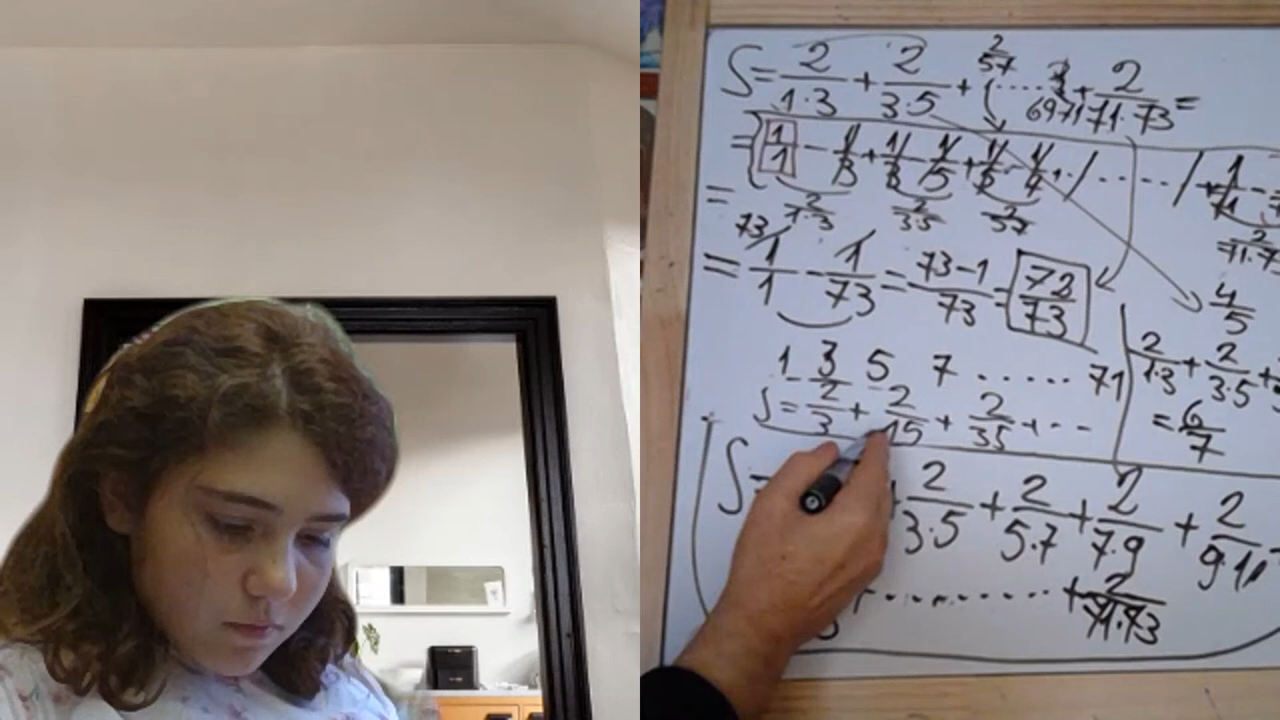 S = 2/1·3 + 2/3·5 + 2/5·7 ..... 2/69·71 + 2/71·73 =
= 1/1 - 1/3 + 1/3 - 1/5 + 1/5 - 1/7 + / ..... / + 1/71 -
= 2/1·3 2/3·5 2/5·7 2/71·7
73
= 1/1 - 1/73 = 73-1/73 = 72/73
4/5
1 3 5 7 ...... 71
2/1·3 + 2/3·5 +
= 6/7
S = 2/3 + 2/15 + 2/35 + ...
S 2/3·5 + 2/5·7 + 2/7·9 + 2/9·11
.......... + 2/71·73